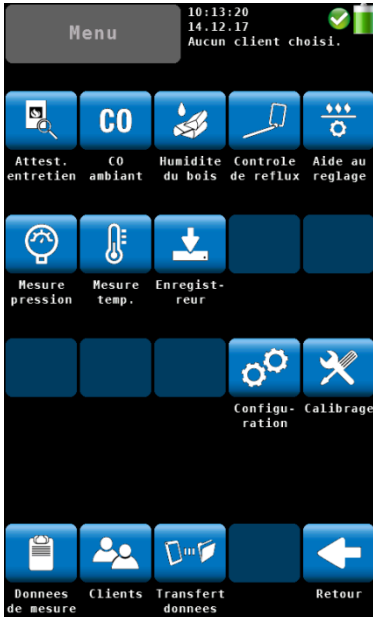 Menu
10:13:20
14.12.17
Aucun client choisi.
CO
Attest.
entretien
CO
ambiant
Humidite
du bois
Controle
de reflux
Aide au
reglage
Mesure
pression
Mesure
temp.
Enregist-
reur
Configu-
ration
Calibrage
Donnees
de mesure
Clients
Transfert
donnees
Retour